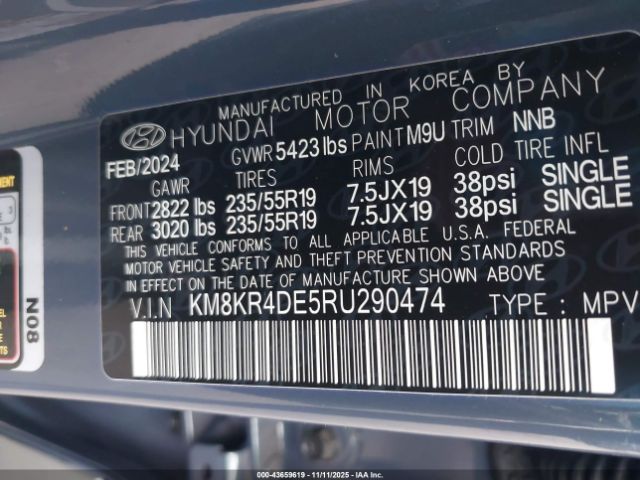 MANUFACTURED IN KOREA BY
HYUNDAI MOTOR COMPANY
FEB/2024 GVWR 5423 lbs PAINT M9U TRIM NNB
GAWR TIRES RIMS COLD TIRE INFL
FRONT 2822 lbs 235/55R19 7.5JX19 38psi SINGLE
REAR 3020 lbs 235/55R19 7.5JX19 38psi SINGLE
THIS VEHICLE CONFORMS TO ALL APPLICABLE U.S.A. FEDERAL
MOTOR VEHICLE SAFETY AND THEFT PREVENTION STANDARDS
IN EFFECT ON THE DATE OF MANUFACTURE SHOWN ABOVE.
V.I.N KM8KR4DE5RU290474 TYPE : MPV
N08
© - 43659619 - 11/11/2025 - IAAI.COM